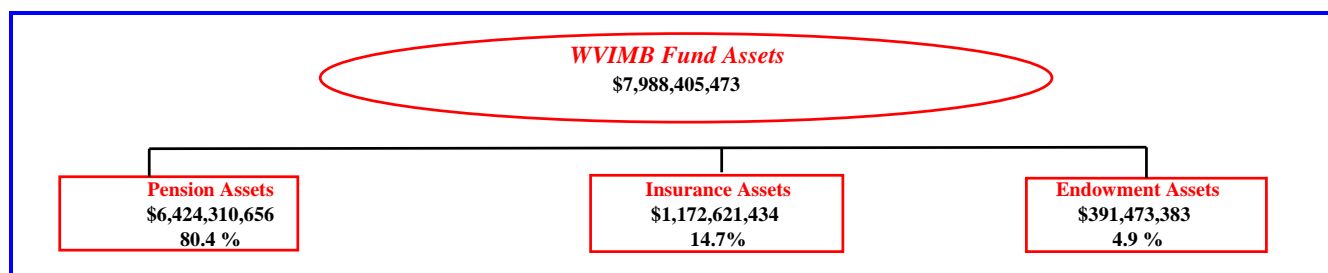 WVIMB Fund Assets
$7,988,405,473
Pension Assets
$6,424,310,656
80.4 %
Insurance Assets
$1,172,621,434
14.7%
Endowment Assets
$391,473,383
4.9 %